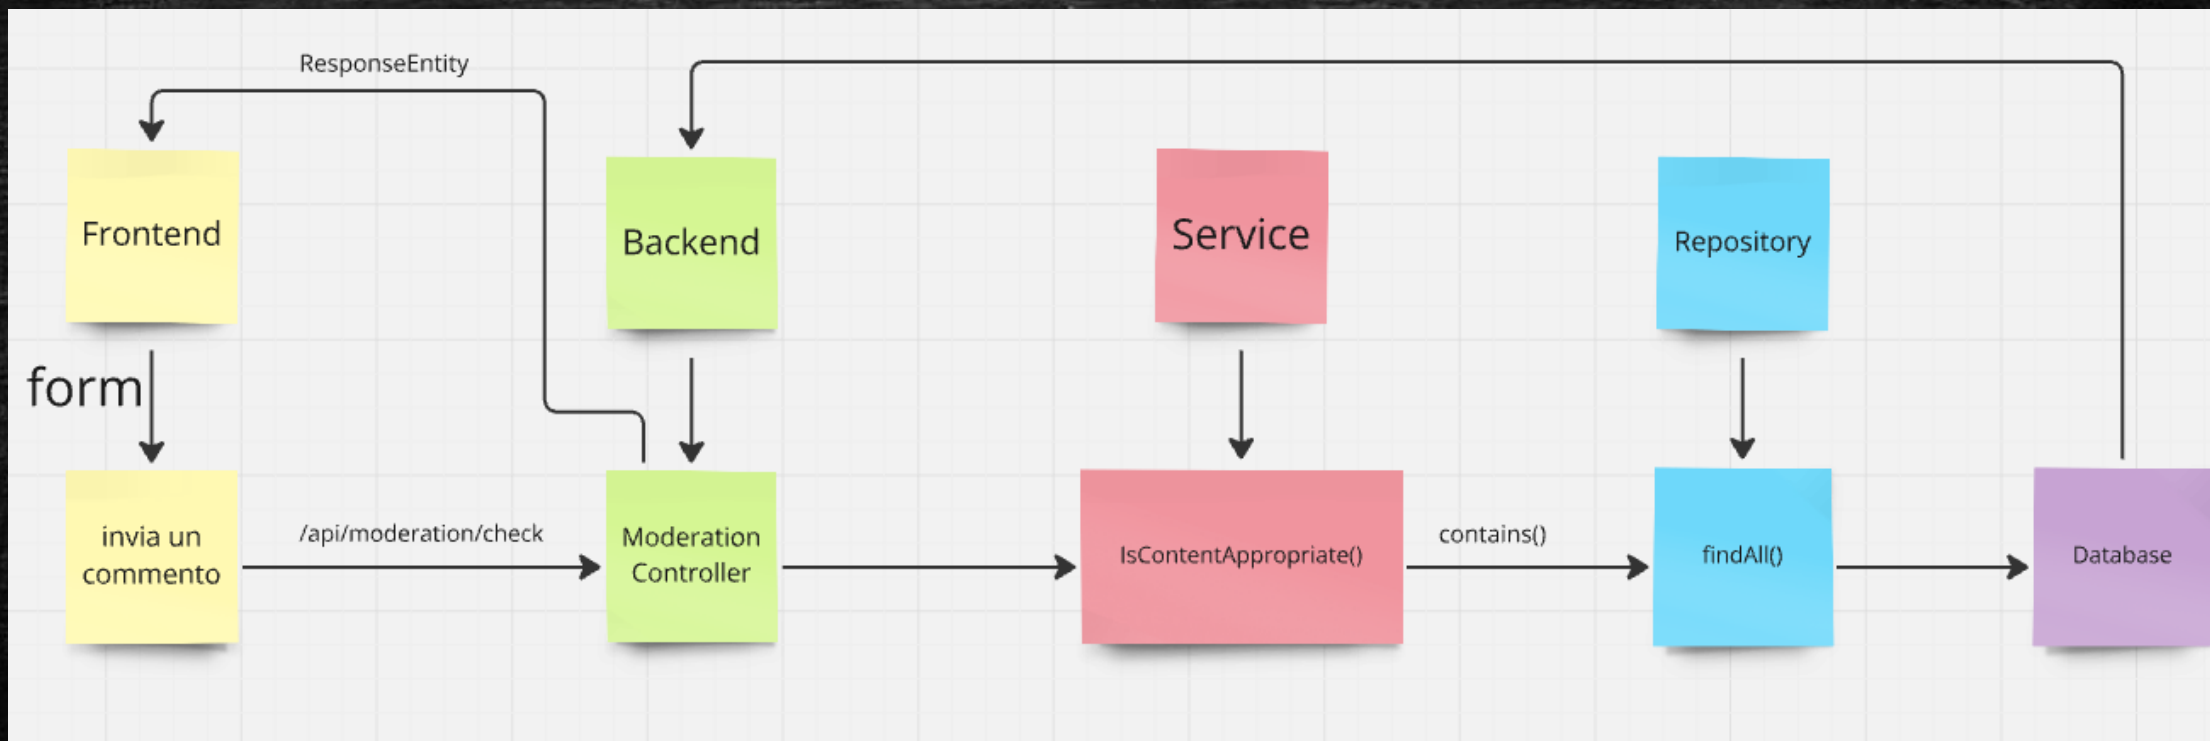 ResponseEntity
Frontend
Backend
Service
Repository
form
invia un
commento
/api/moderation/check
Moderation
Controller
IsContentAppropriate()
contains()
findAll()
Database